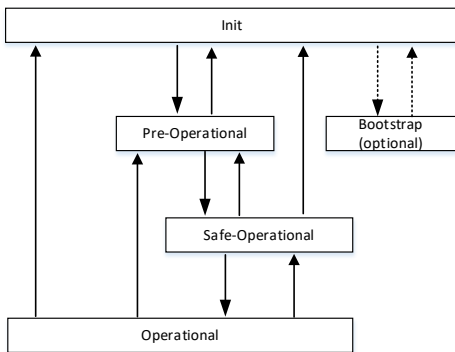 Init
Pre-Operational
Bootstrap
(optional)
Safe-Operational
Operational